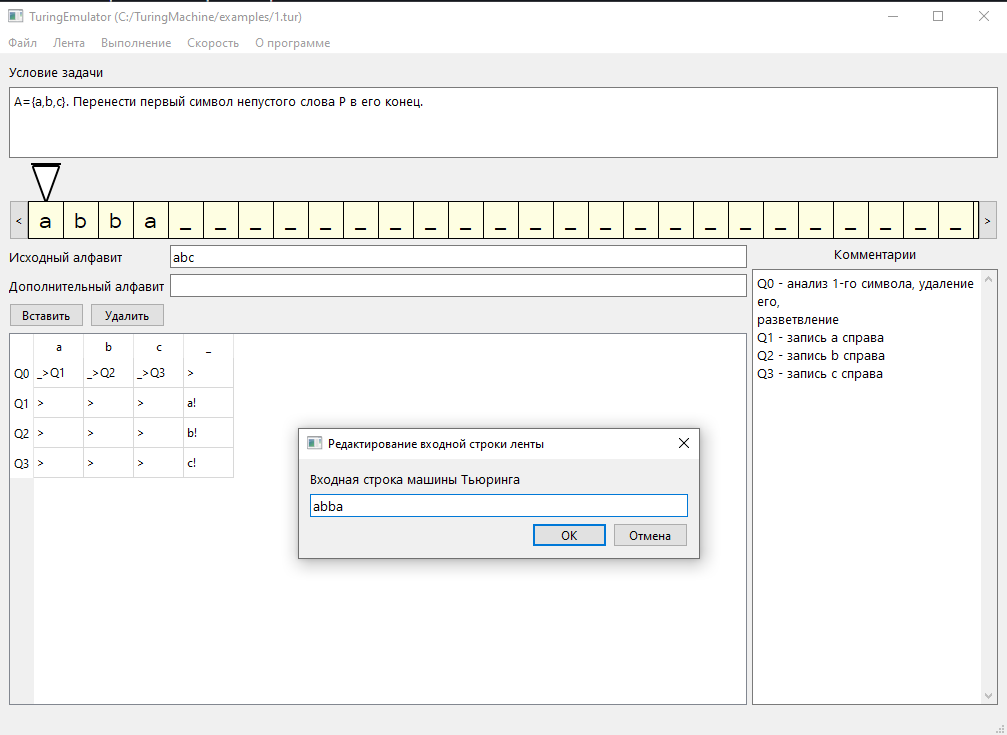 TuringEmulator (C:/TuringMachine/examples/1.tur)
Файл Лента Выполнение Скорость О программе
Условие задачи
A={a,b,c}. Перенести первый символ непустого слова P в его конец.
< a b b a _ _ _ _ _ _ _ _ _ _ _ _ _ _ _ _ _ _ _ _ _ _ _ >
Исходный алфавит abc
Дополнительный алфавит
Вставить Удалить
a b c _
Q0 _>Q1 _>Q2 _>Q3 >
Q1 > > > a!
Q2 > > > b!
Q3 > > > c!
Комментарии
Q0 - анализ 1-го символа, удаление
его,
разветвление
Q1 - запись a справа
Q2 - запись b справа
Q3 - запись c справа
Редактирование входной строки ленты
Входная строка машины Тьюринга
abba
OK Отмена